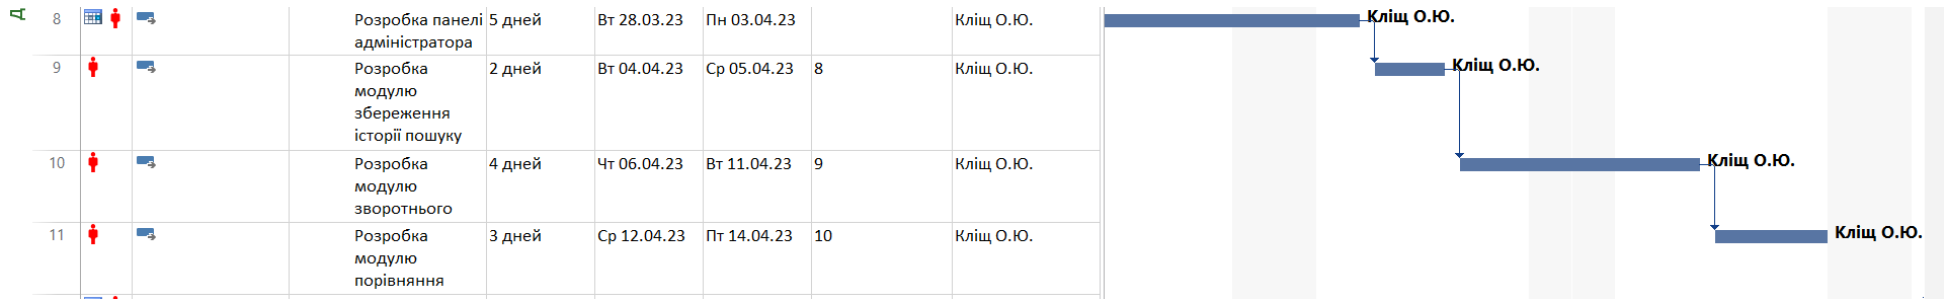 Д
8 Розробка панелі 5 дней Вт 28.03.23 Пн 03.04.23 Кліщ О.Ю. Кліщ О.Ю.
адміністратора
9 Розробка 2 дней Вт 04.04.23 Ср 05.04.23 8 Кліщ О.Ю. Кліщ О.Ю.
модулю
збереження
історії пошуку
10 Розробка 4 дней Чт 06.04.23 Вт 11.04.23 9 Кліщ О.Ю. Кліщ О.Ю.
модулю
зворотнього
11 Розробка 3 дней Ср 12.04.23 Пт 14.04.23 10 Кліщ О.Ю. Кліщ О.Ю.
модулю
порівняння